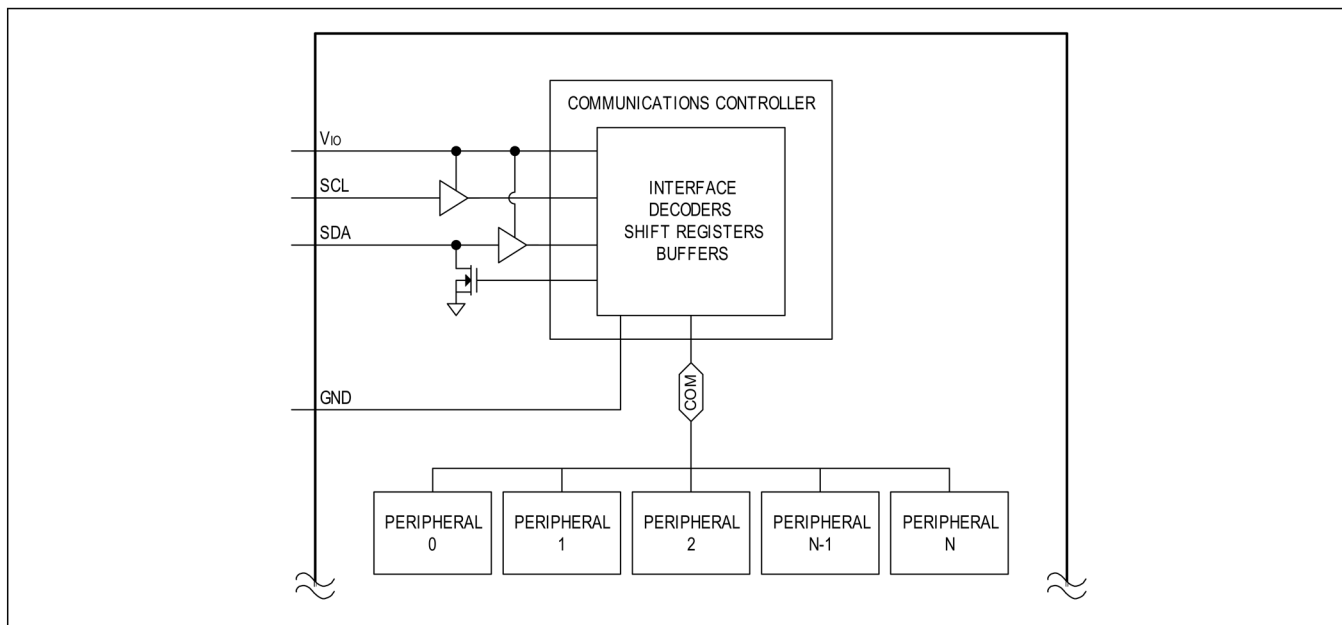 COMMUNICATIONS CONTROLLER
VIO
SCL
SDA
INTERFACE
DECODERS
SHIFT REGISTERS
BUFFERS
GND
COM
PERIPHERAL
0
PERIPHERAL
1
PERIPHERAL
2
PERIPHERAL
N-1
PERIPHERAL
N